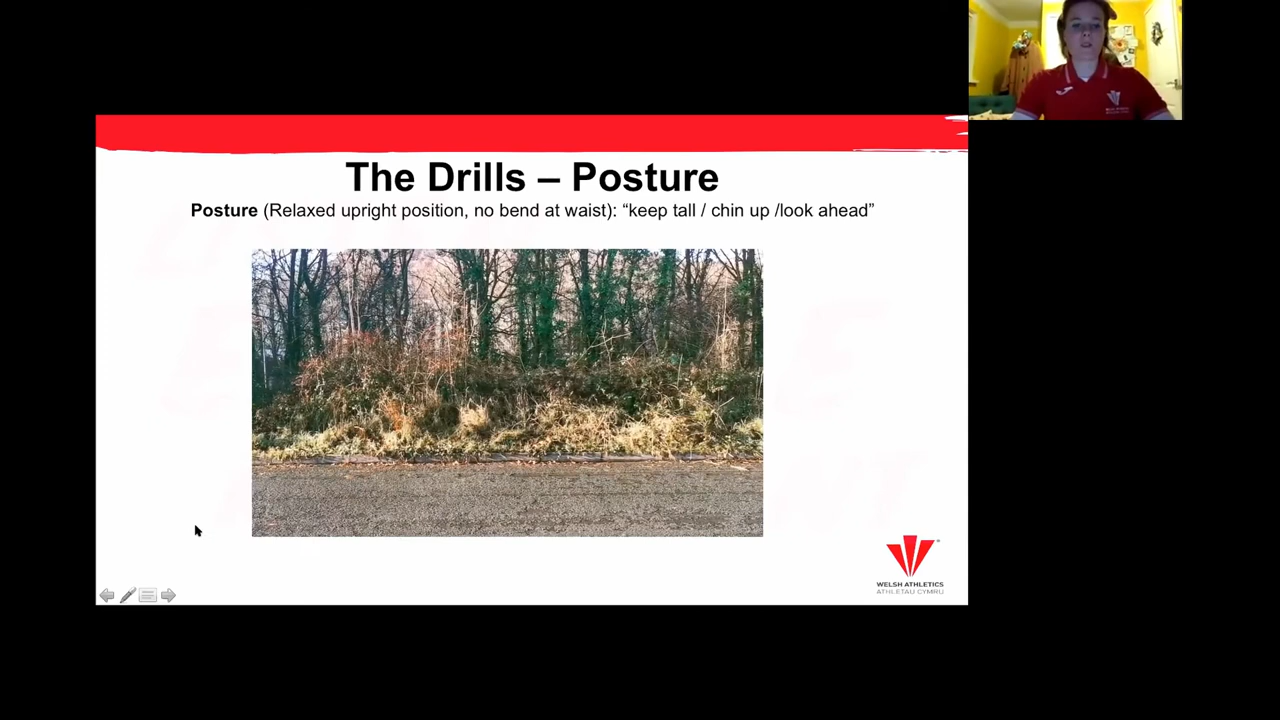 The Drills – Posture
Posture (Relaxed upright position, no bend at waist): “keep tall / chin up /look ahead”
WELSH ATHLETICS
ATHLETAU CYMRU